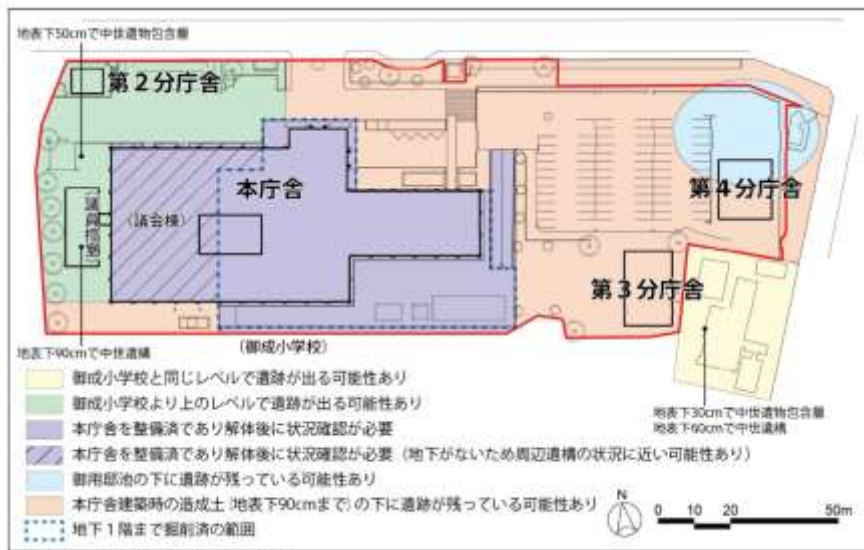 地表下50cmで中世遺物包含層
第２分庁舎
本庁舎
（議会棟）
（議員控室）
第４分庁舎
第３分庁舎
地表下90cmで中世遺構
（御成小学校）
地表下30cmで中世遺物包含層
地表下60cmで中世遺構
御成小学校と同じレベルで遺跡が出る可能性あり
御成小学校より上のレベルで遺跡が出る可能性あり
本庁舎を整備済であり解体後に状況確認が必要
本庁舎を整備済であり解体後に状況確認が必要（地下がないため周辺遺構の状況に近い可能性あり）
御用邸池の下に遺跡が残っている可能性あり
本庁舎建築時の造成土（地表下90cmまで）の下に遺跡が残っている可能性あり
地下１階まで掘削済の範囲
N
0 10 20 50m